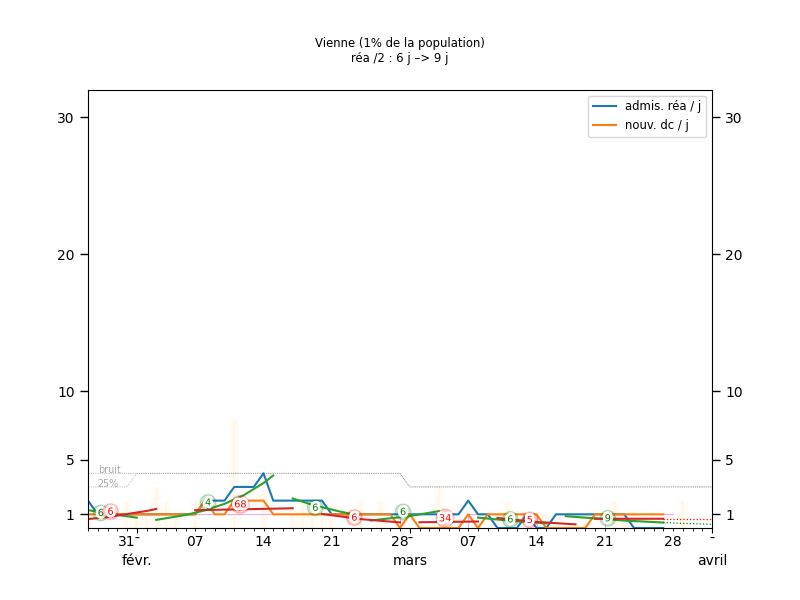 Vienne (1% de la population)
réa /2 : 6 j –> 9 j
admis. réa / j
nouv. dc / j
30 30
20 20
10 10
5 5
1 1
bruit
25%
6 6 4 68 6 6 6 34 6 5 9
31 07 14 21 28 07 14 21 28
févr. mars avril